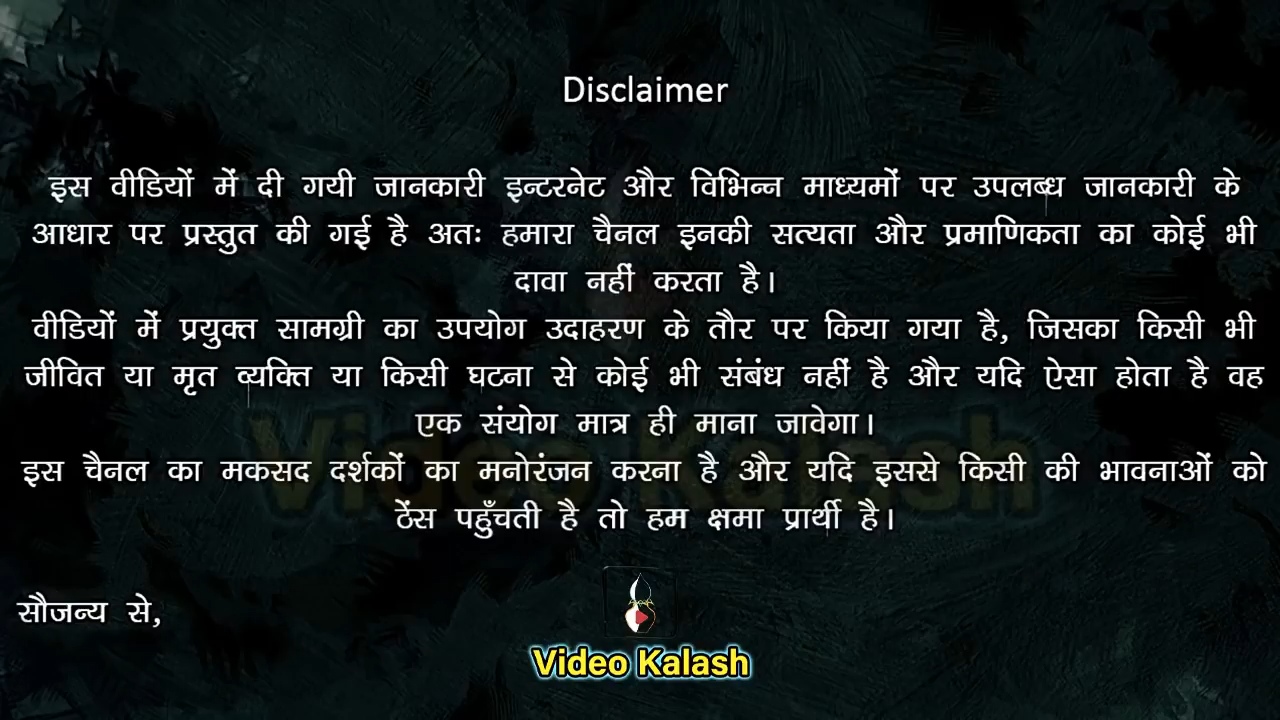 Disclaimer
इस वीडियों में दी गयी जानकारी इन्टरनेट और विभिन्न माध्यमों पर उपलब्ध जानकारी के
आधार पर प्रस्तुत की गई है अतः हमारा चैनल इनकी सत्यता और प्रमाणिकता का कोई भी
दावा नहीं करता है।
वीडियों में प्रयुक्त सामग्री का उपयोग उदाहरण के तौर पर किया गया है, जिसका किसी भी
जीवित या मृत व्यक्ति या किसी घटना से कोई भी संबंध नहीं है और यदि ऐसा होता है वह
एक संयोग मात्र ही माना जावेगा।
इस चैनल का मकसद दर्शकों का मनोरंजन करना है और यदि इससे किसी की भावनाओं को
ठेंस पहुँचती है तो हम क्षमा प्रार्थी है।
सौजन्य से,
Video Kalash
Video Kalash